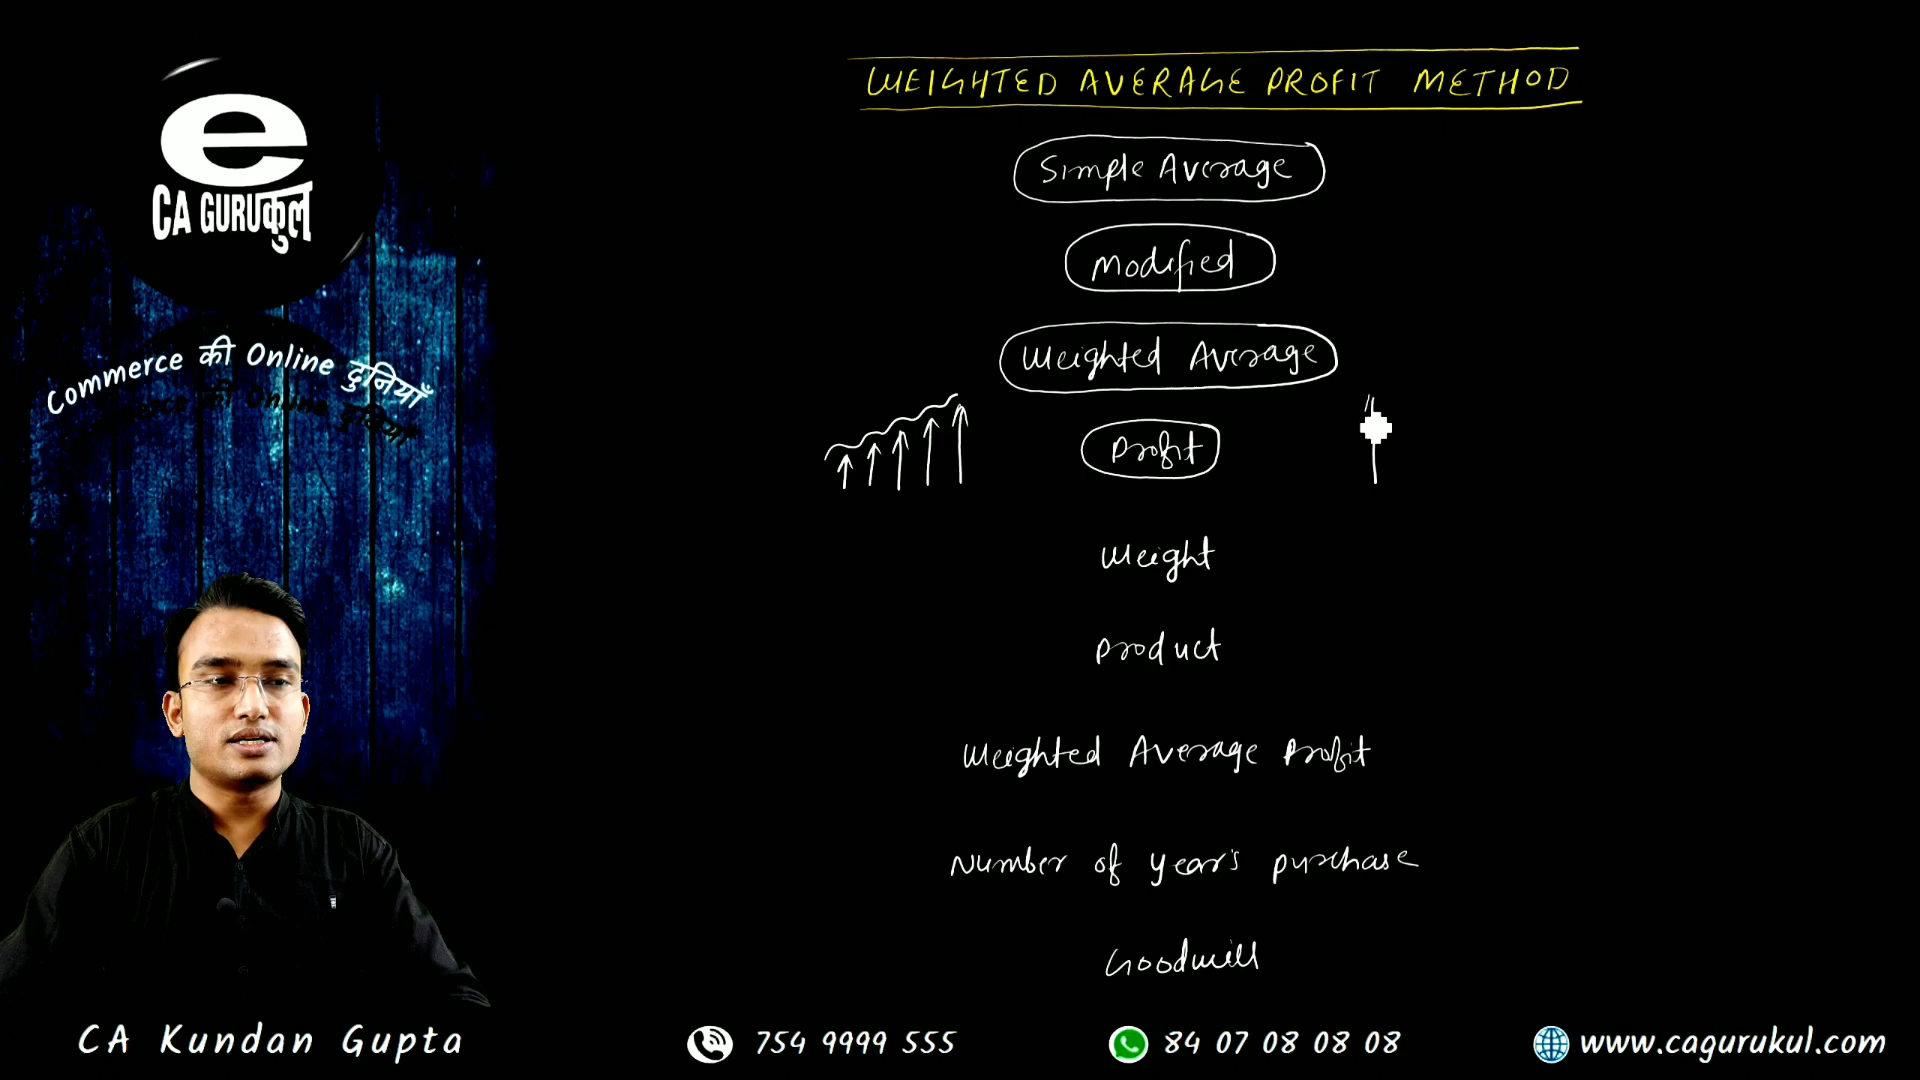 e
CA GURUकुल
Commerce की Online दुनियाँ
WEIGHTED AVERAGE PROFIT METHOD
Simple Average
Modified
Weighted Average
Profit
Weight
Product
Weighted Average Profit
Number of year's purchase
Goodwill
CA Kundan Gupta
754 9999 555
84 07 08 08 08
www.cagurukul.com